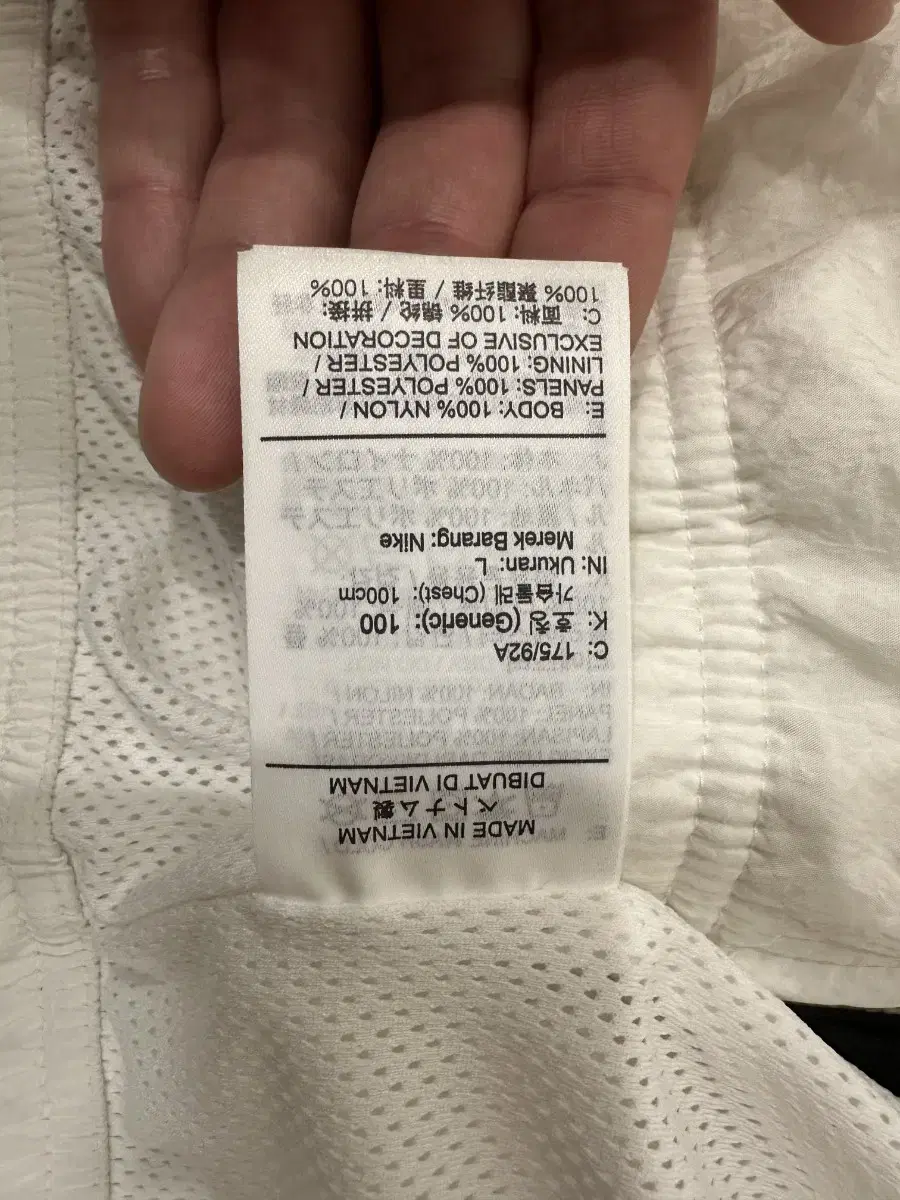 MADE IN VIETNAM
ベトナム製
DIBUAT DI VIETNAM
C: 175/92A
K: 호칭 (Generic): 100
가슴둘레 (Chest): 100cm
IN: Ukuran: L
Merek Barang: Nike
E: BODY: 100% NYLON /
PANELS: 100% POLYESTER /
LINING: 100% POLYESTER /
EXCLUSIVE OF DECORATION
C: 面料: 100% 锦纶 / 拼接:
100% 聚酯纤维 / 里料: 100%